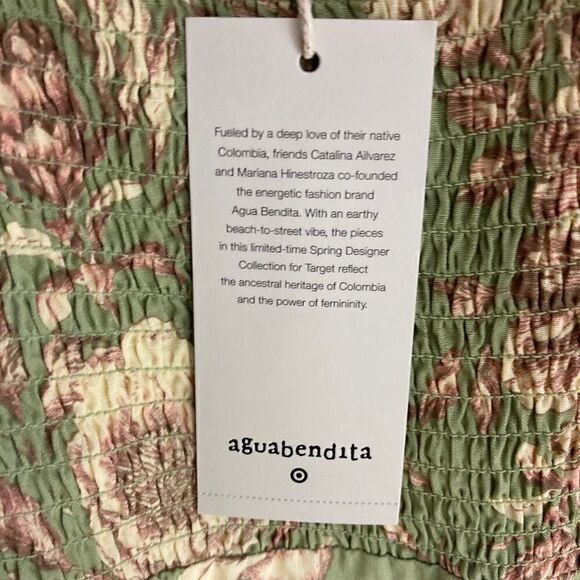 Fueled by a deep love of their native
Colombia, friends Catalina Ailvarez
and Mariana Hinestroza co-founded
the energetic fashion brand
Agua Bendita. With an earthy
beach-to-street vibe, the pieces
in this limited-time Spring Designer
Collection for Target reflect
the ancestral heritage of Colombia
and the power of femininity.
aguabendita